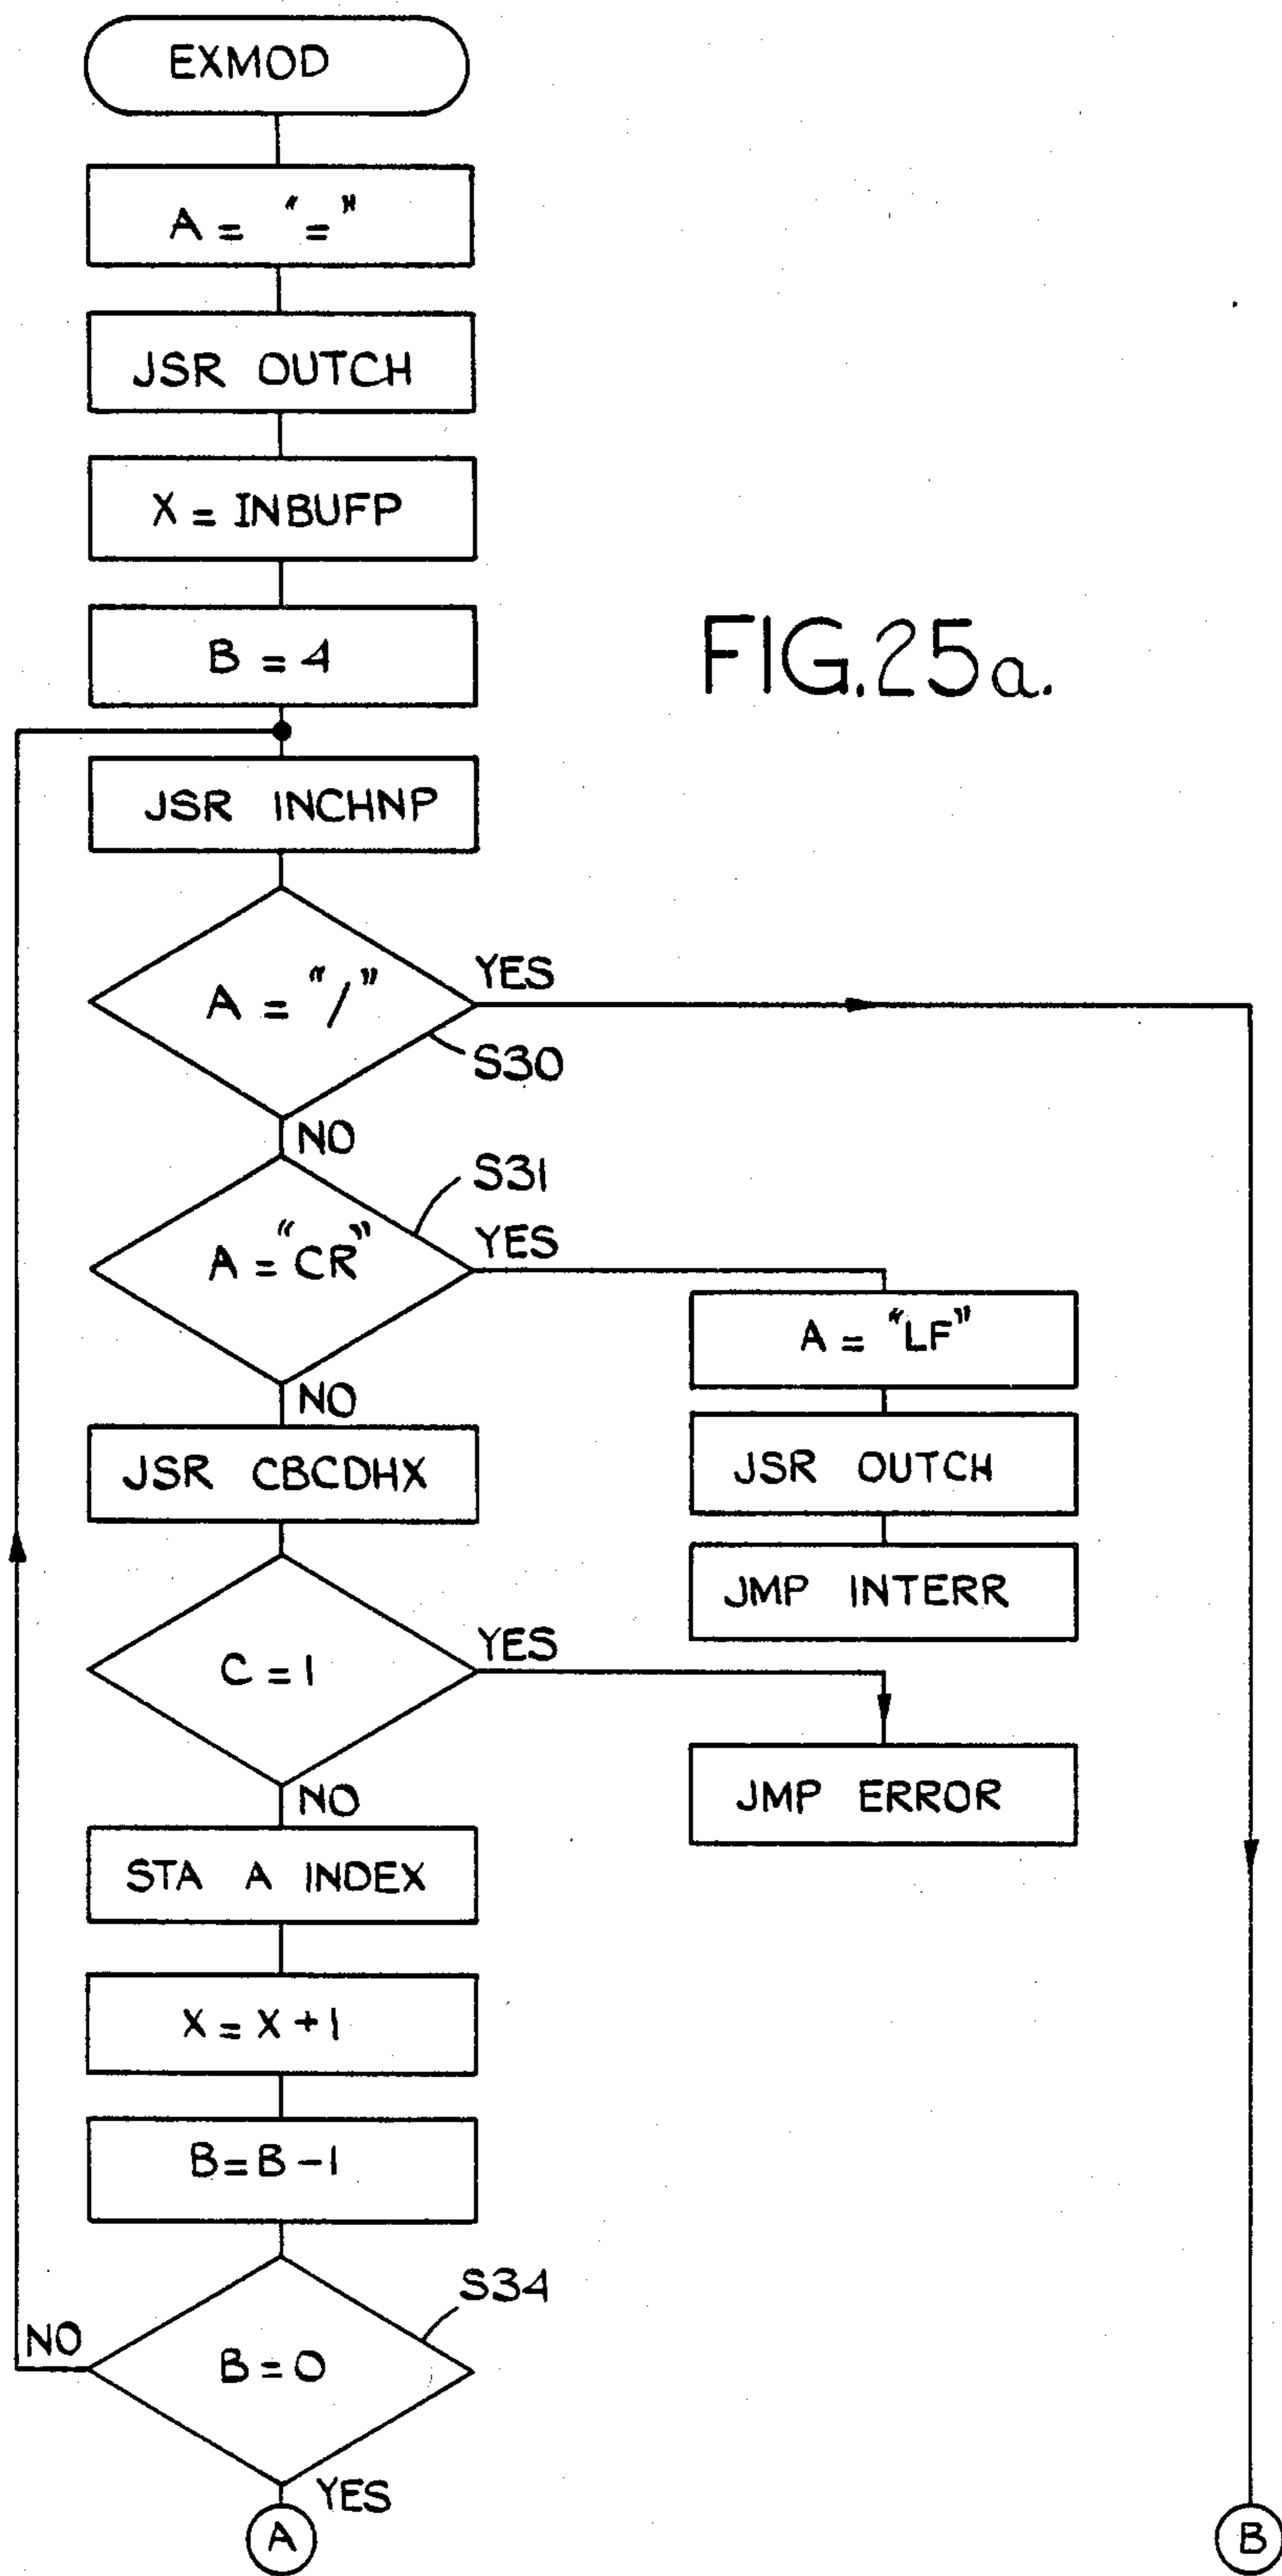 EXMOD
A = "="
JSR OUTCH
X = INBUFP
B = 4
FIG.25a.
JSR INCHNP
A = "/"
YES
S30
NO
S31
A = "CR"
YES
A = "LF"
NO
JSR CBCDHX
JSR OUTCH
JMP INTERR
C = 1
YES
JMP ERROR
NO
STA A INDEX
X = X + 1
B = B - 1
S34
NO
B = 0
YES
A
B